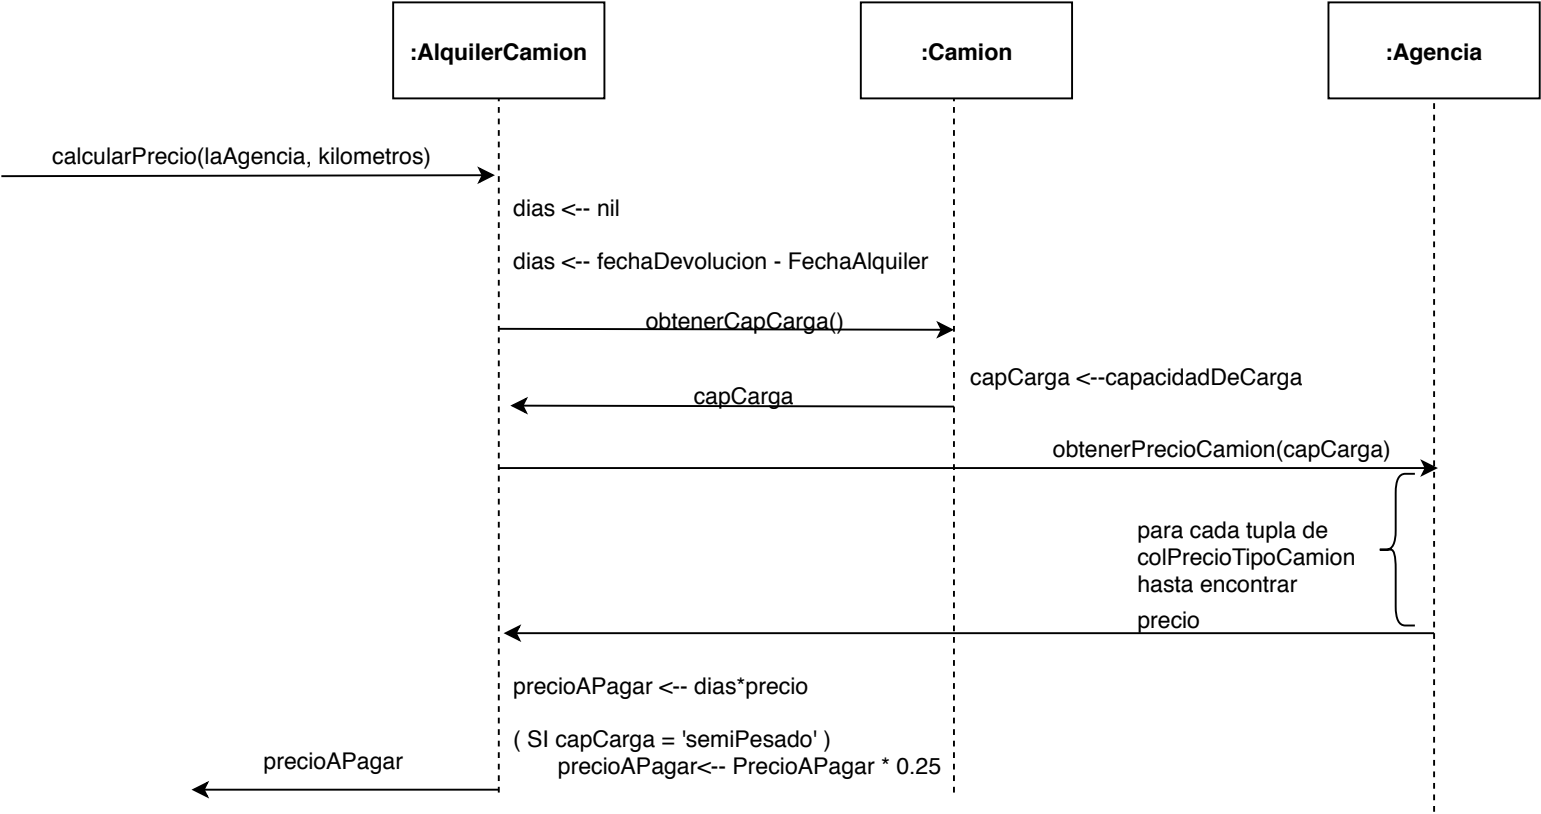 :AlquilerCamion
:Camion
:Agencia
calcularPrecio(laAgencia, kilometros)
dias <-- nil
dias <-- fechaDevolucion - FechaAlquiler
obtenerCapCarga()
capCarga <--capacidadDeCarga
capCarga
obtenerPrecioCamion(capCarga)
para cada tupla de
colPrecioTipoCamion
hasta encontrar
precio
precioAPagar <-- dias*precio
( SI capCarga = 'semiPesado' )
precioAPagar<-- PrecioAPagar * 0.25
precioAPagar